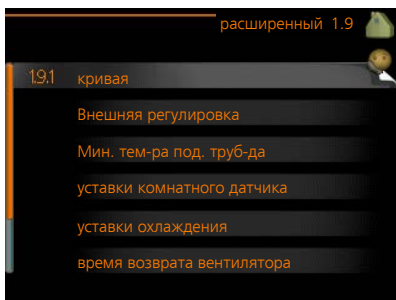 расширенный 1.9
1.9.1 кривая
Внешняя регулировка
Мин. тем-ра под. труб-да
уставки комнатного датчика
уставки охлаждения
время возврата вентилятора